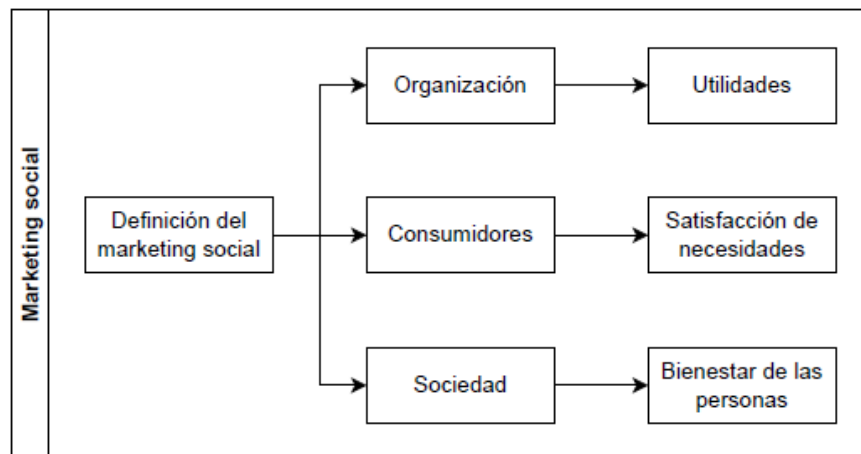 Marketing social
Organización
Utilidades
Definición del
marketing social
Consumidores
Satisfacción de
necesidades
Sociedad
Bienestar de las
personas